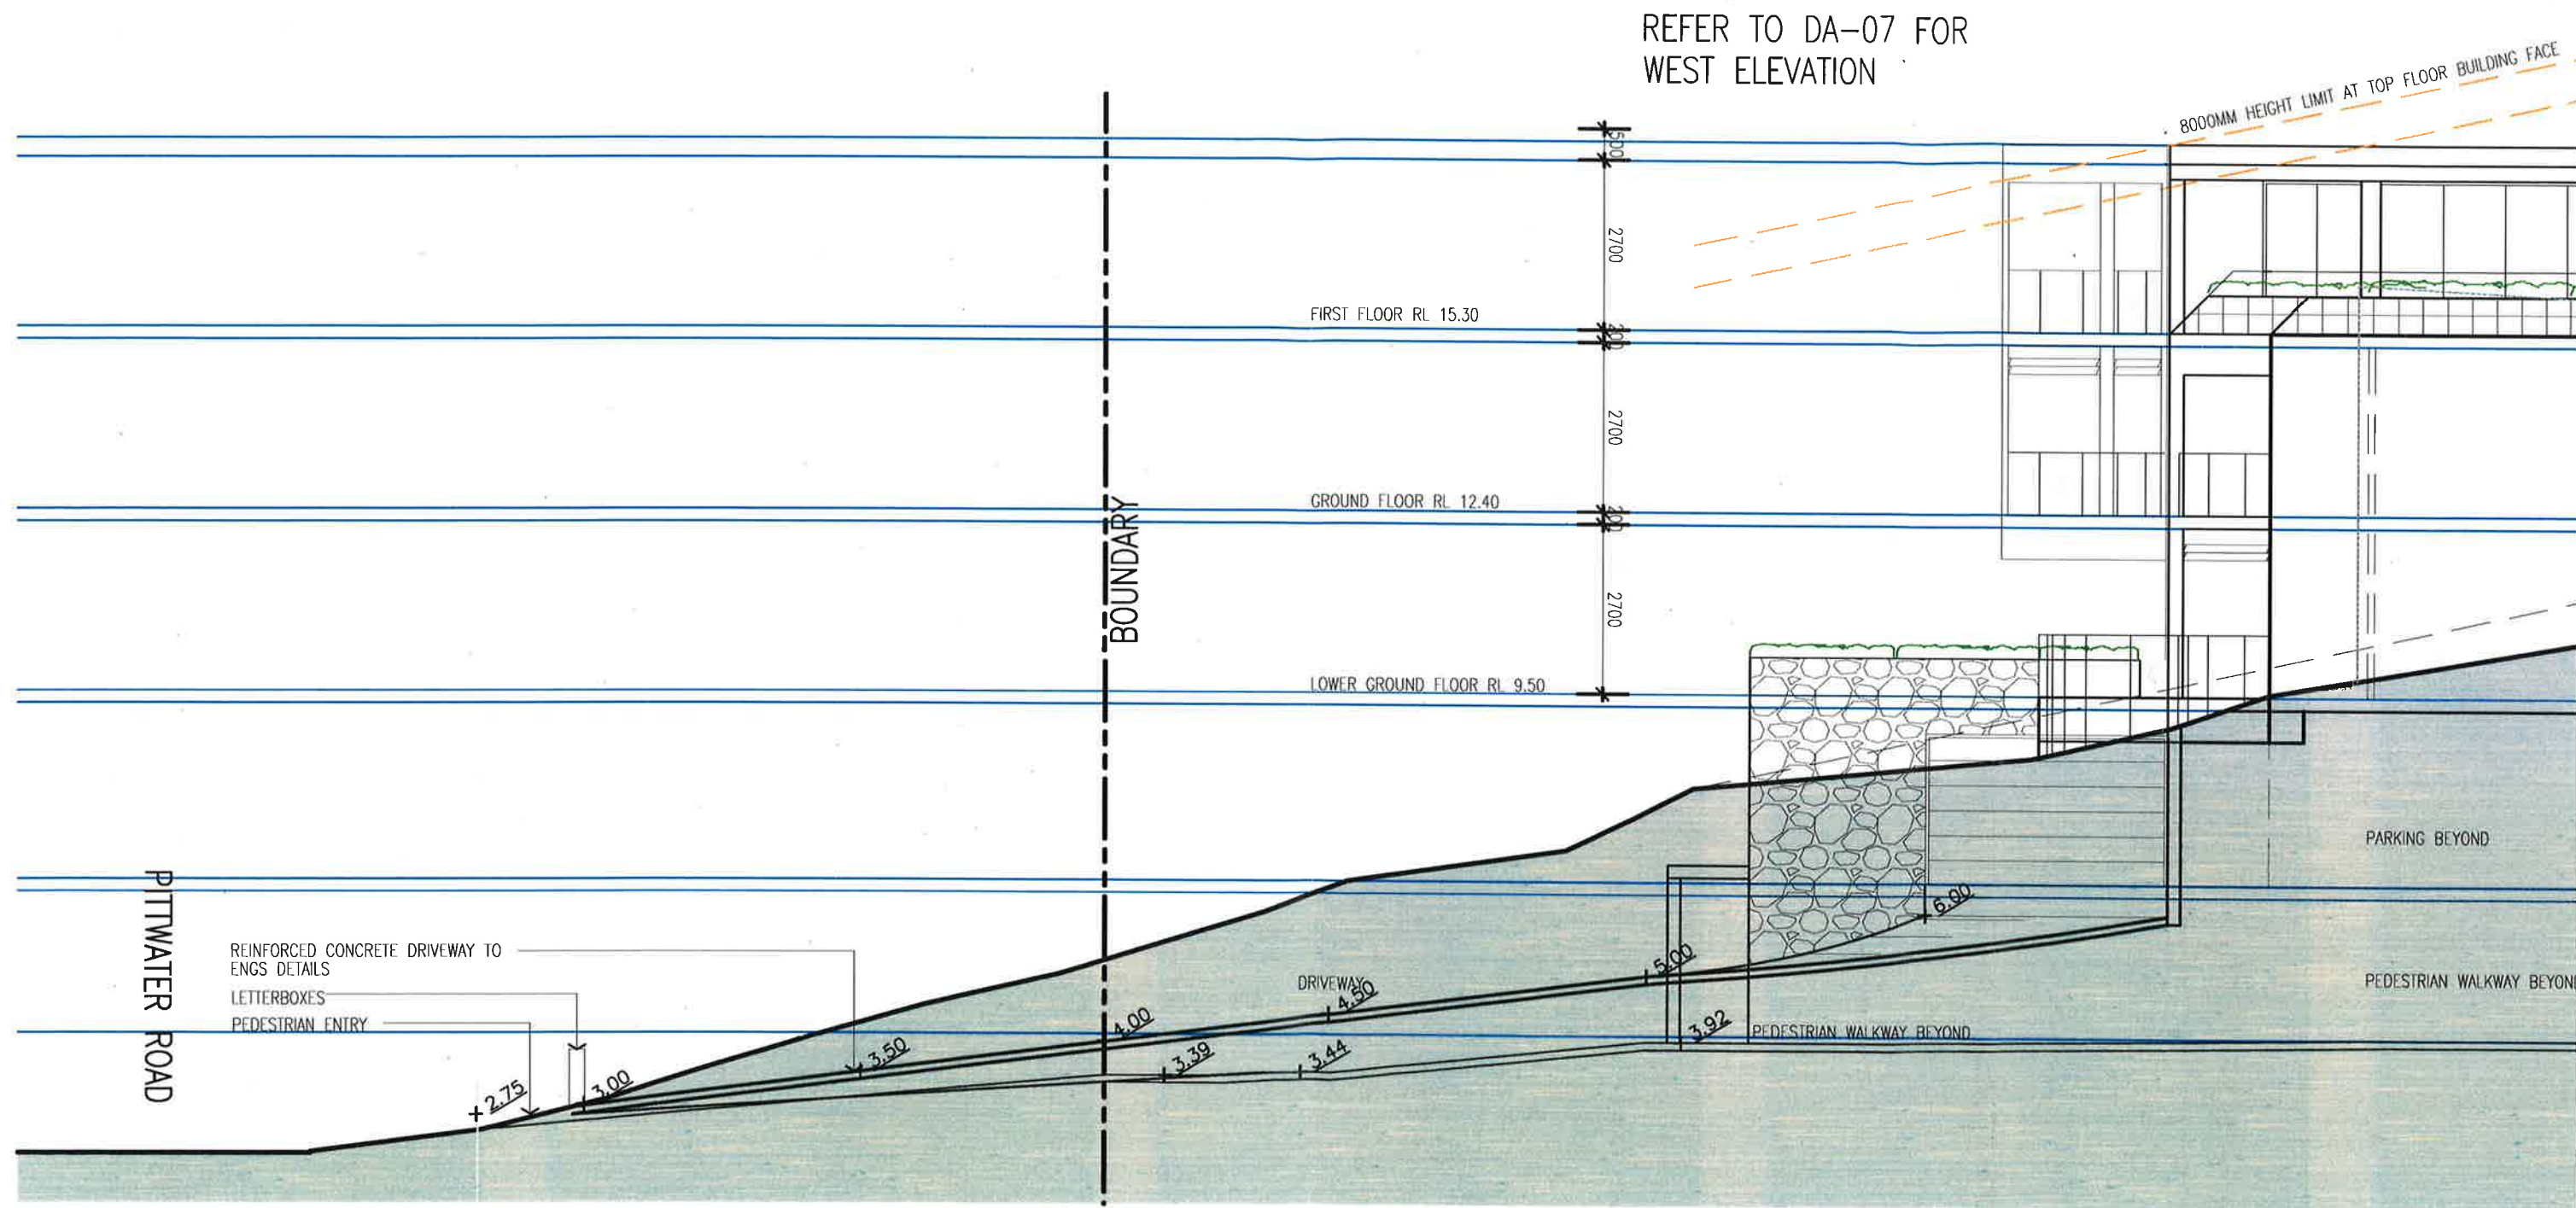 REFER TO DA-07 FOR
WEST ELEVATION
8000MM HEIGHT LIMIT AT TOP FLOOR BUILDING FACE
500
2700
FIRST FLOOR RL 15.30
200
2700
GROUND FLOOR RL 12.40
200
BOUNDARY
2700
LOWER GROUND FLOOR RL 9.50
PARKING BEYOND
PITTWATER ROAD
6.00
REINFORCED CONCRETE DRIVEWAY TO
ENGS DETAILS
LETTERBOXES
PEDESTRIAN ENTRY
DRIVEWAY
5.00
4.50
4.00
PEDESTRIAN WALKWAY BEYOND
3.92
PEDESTRIAN WALKWAY BEYOND
3.50
3.39
3.44
3.00
2.75